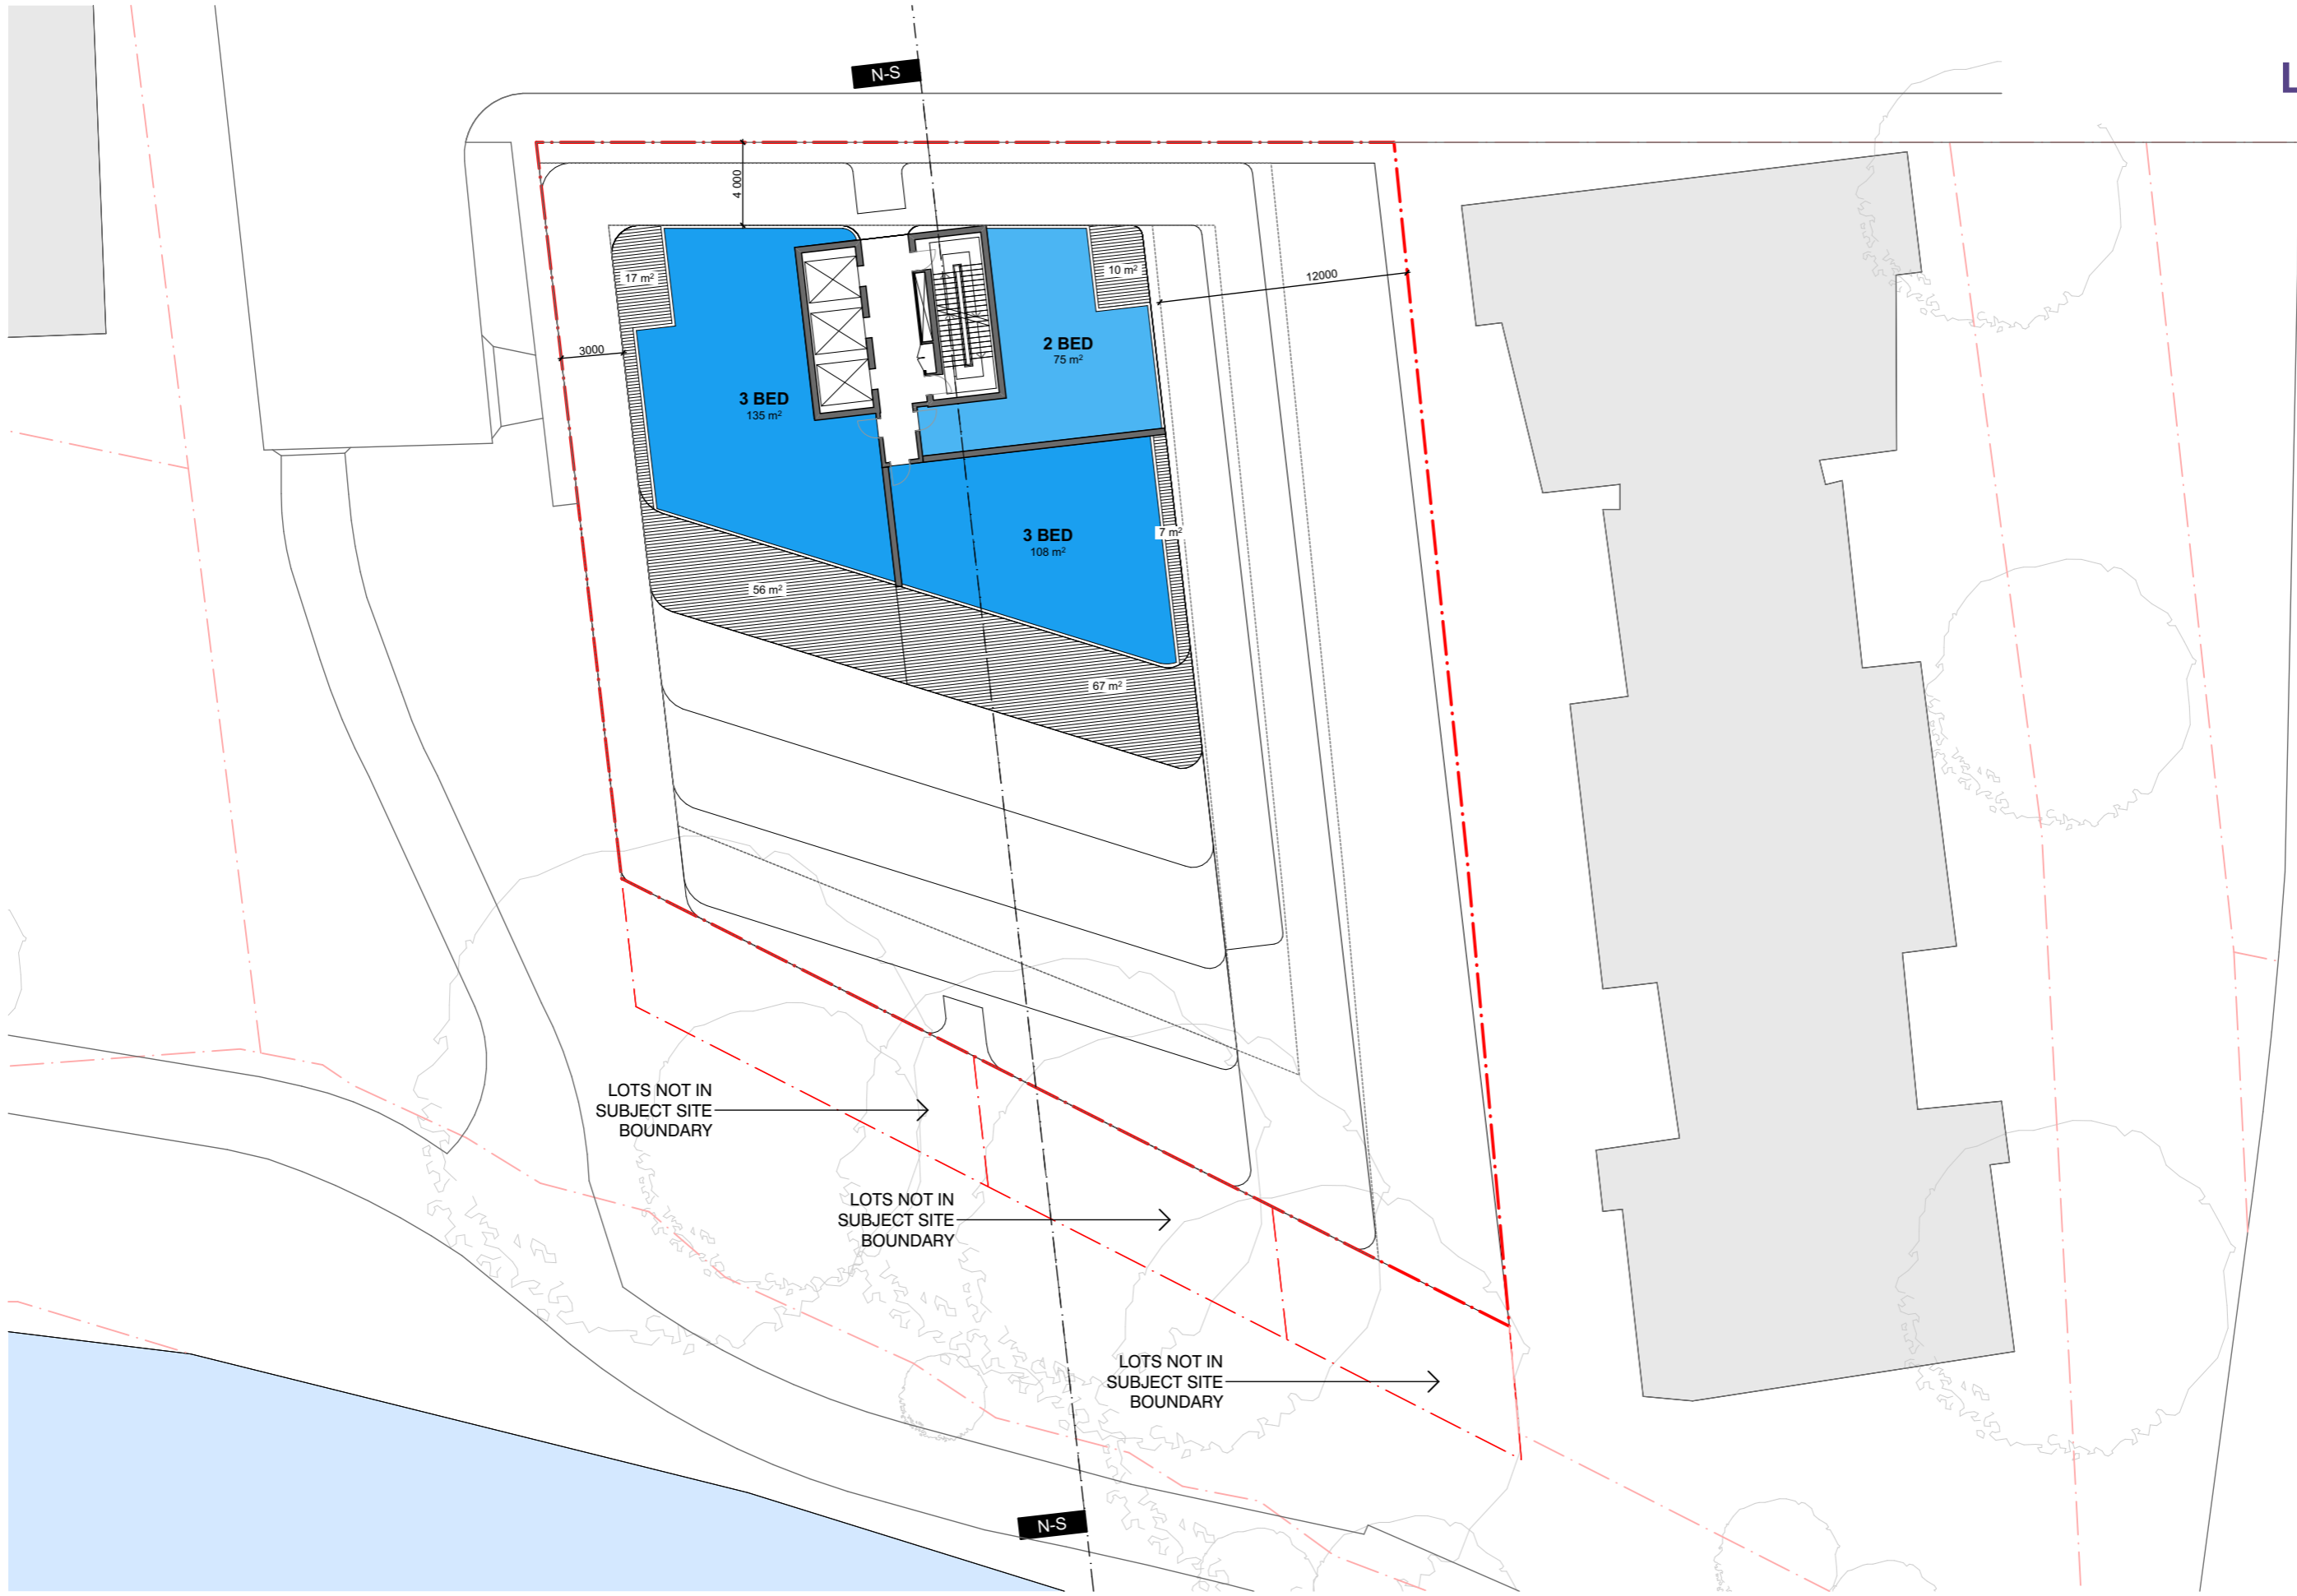 N-S
L
4 000
17 m²
10 m²
12000
3000
2 BED
75 m²
3 BED
135 m²
3 BED
108 m²
7 m²
56 m²
67 m²
LOTS NOT IN
SUBJECT SITE
BOUNDARY
LOTS NOT IN
SUBJECT SITE
BOUNDARY
LOTS NOT IN
SUBJECT SITE
BOUNDARY
N-S